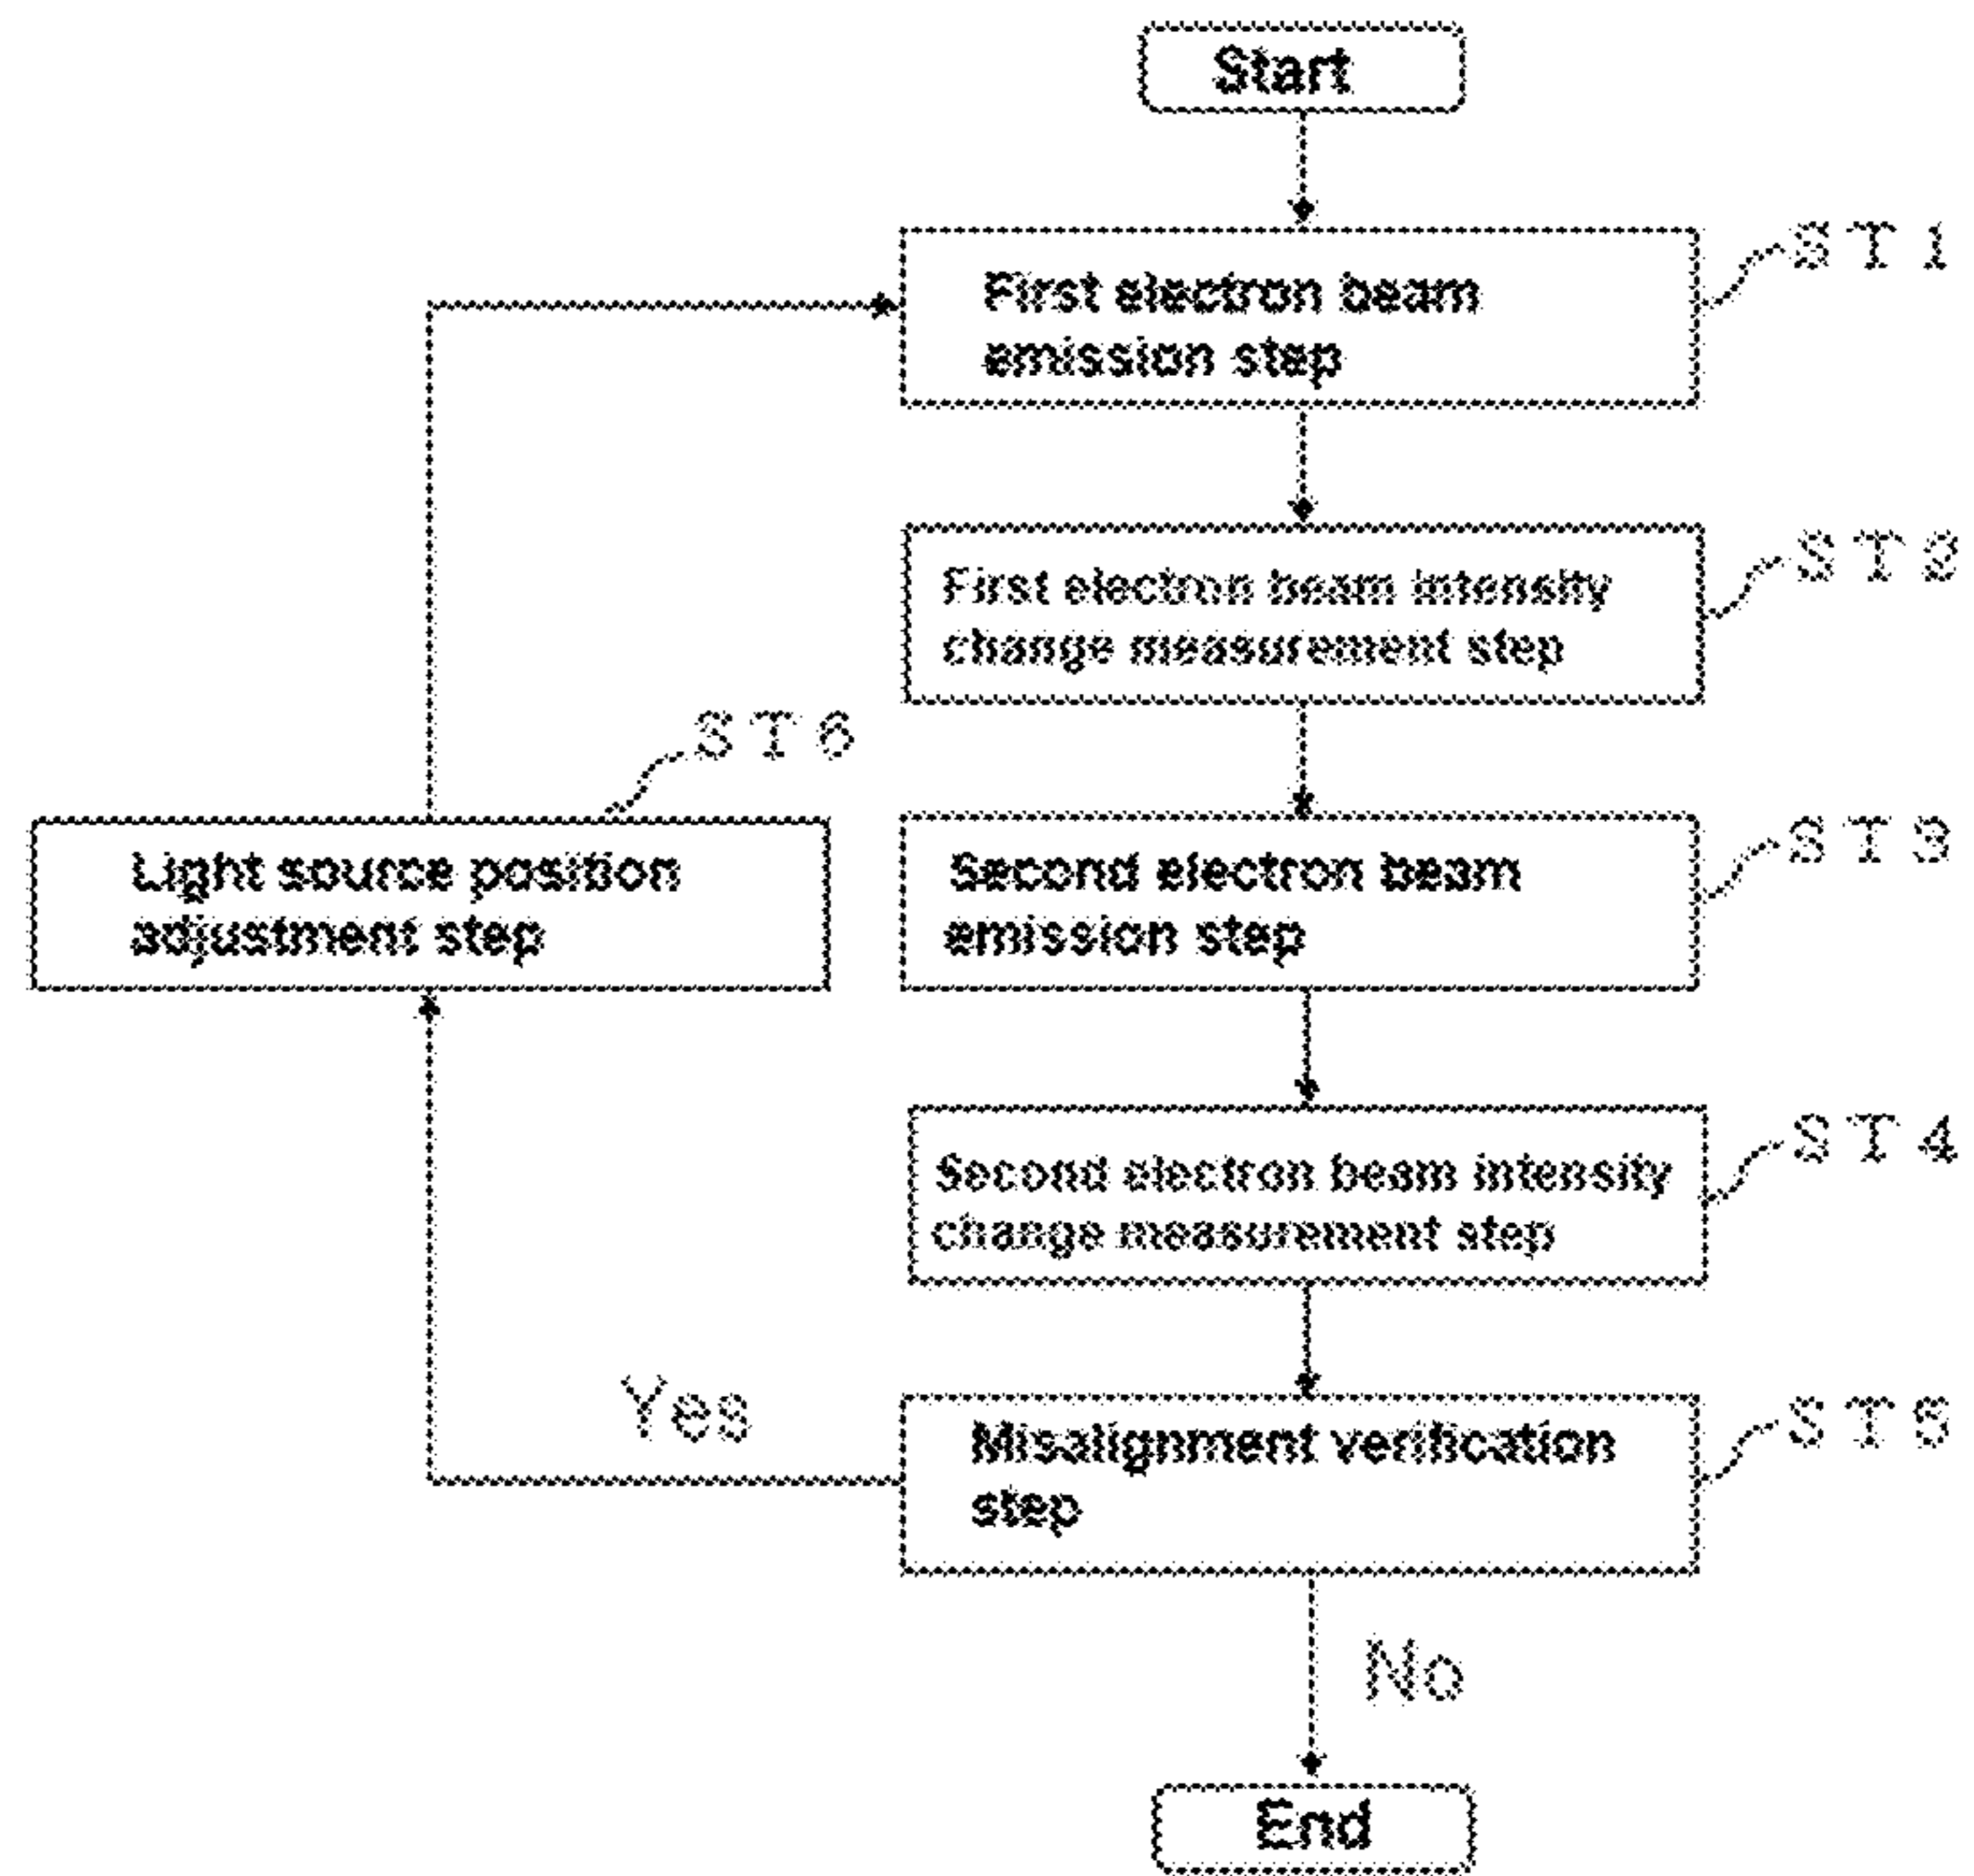 Start
ST1
First electron beam
emission step
ST2
First electron beam intensity
change measurement step
ST6
ST3
Light source position
adjustment step
Second electron beam
emission step
ST4
Second electron beam intensity
change measurement step
Yes
ST5
Misalignment verification
step
No
End